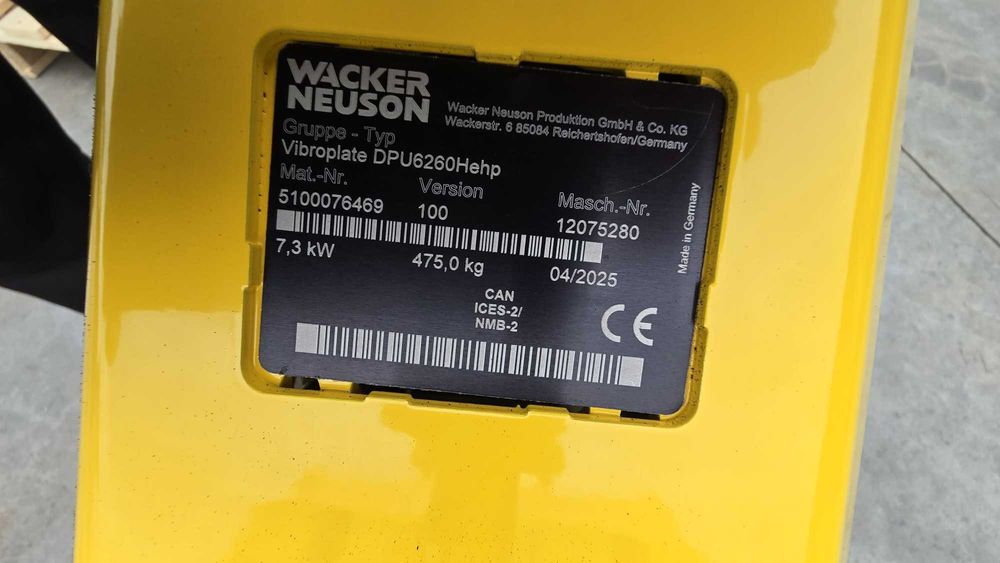 WACKER
NEUSON
Wacker Neuson Produktion GmbH & Co. KG
Wackerstr. 6 85084 Reichertshofen/Germany
Gruppe - Typ
Vibroplate DPU6260Hehp
Mat.-Nr. Version Masch.-Nr.
5100076469 100 12075280
7,3 kW 475,0 kg 04/2025
CAN
ICES-2/
NMB-2
CE
Made in Germany